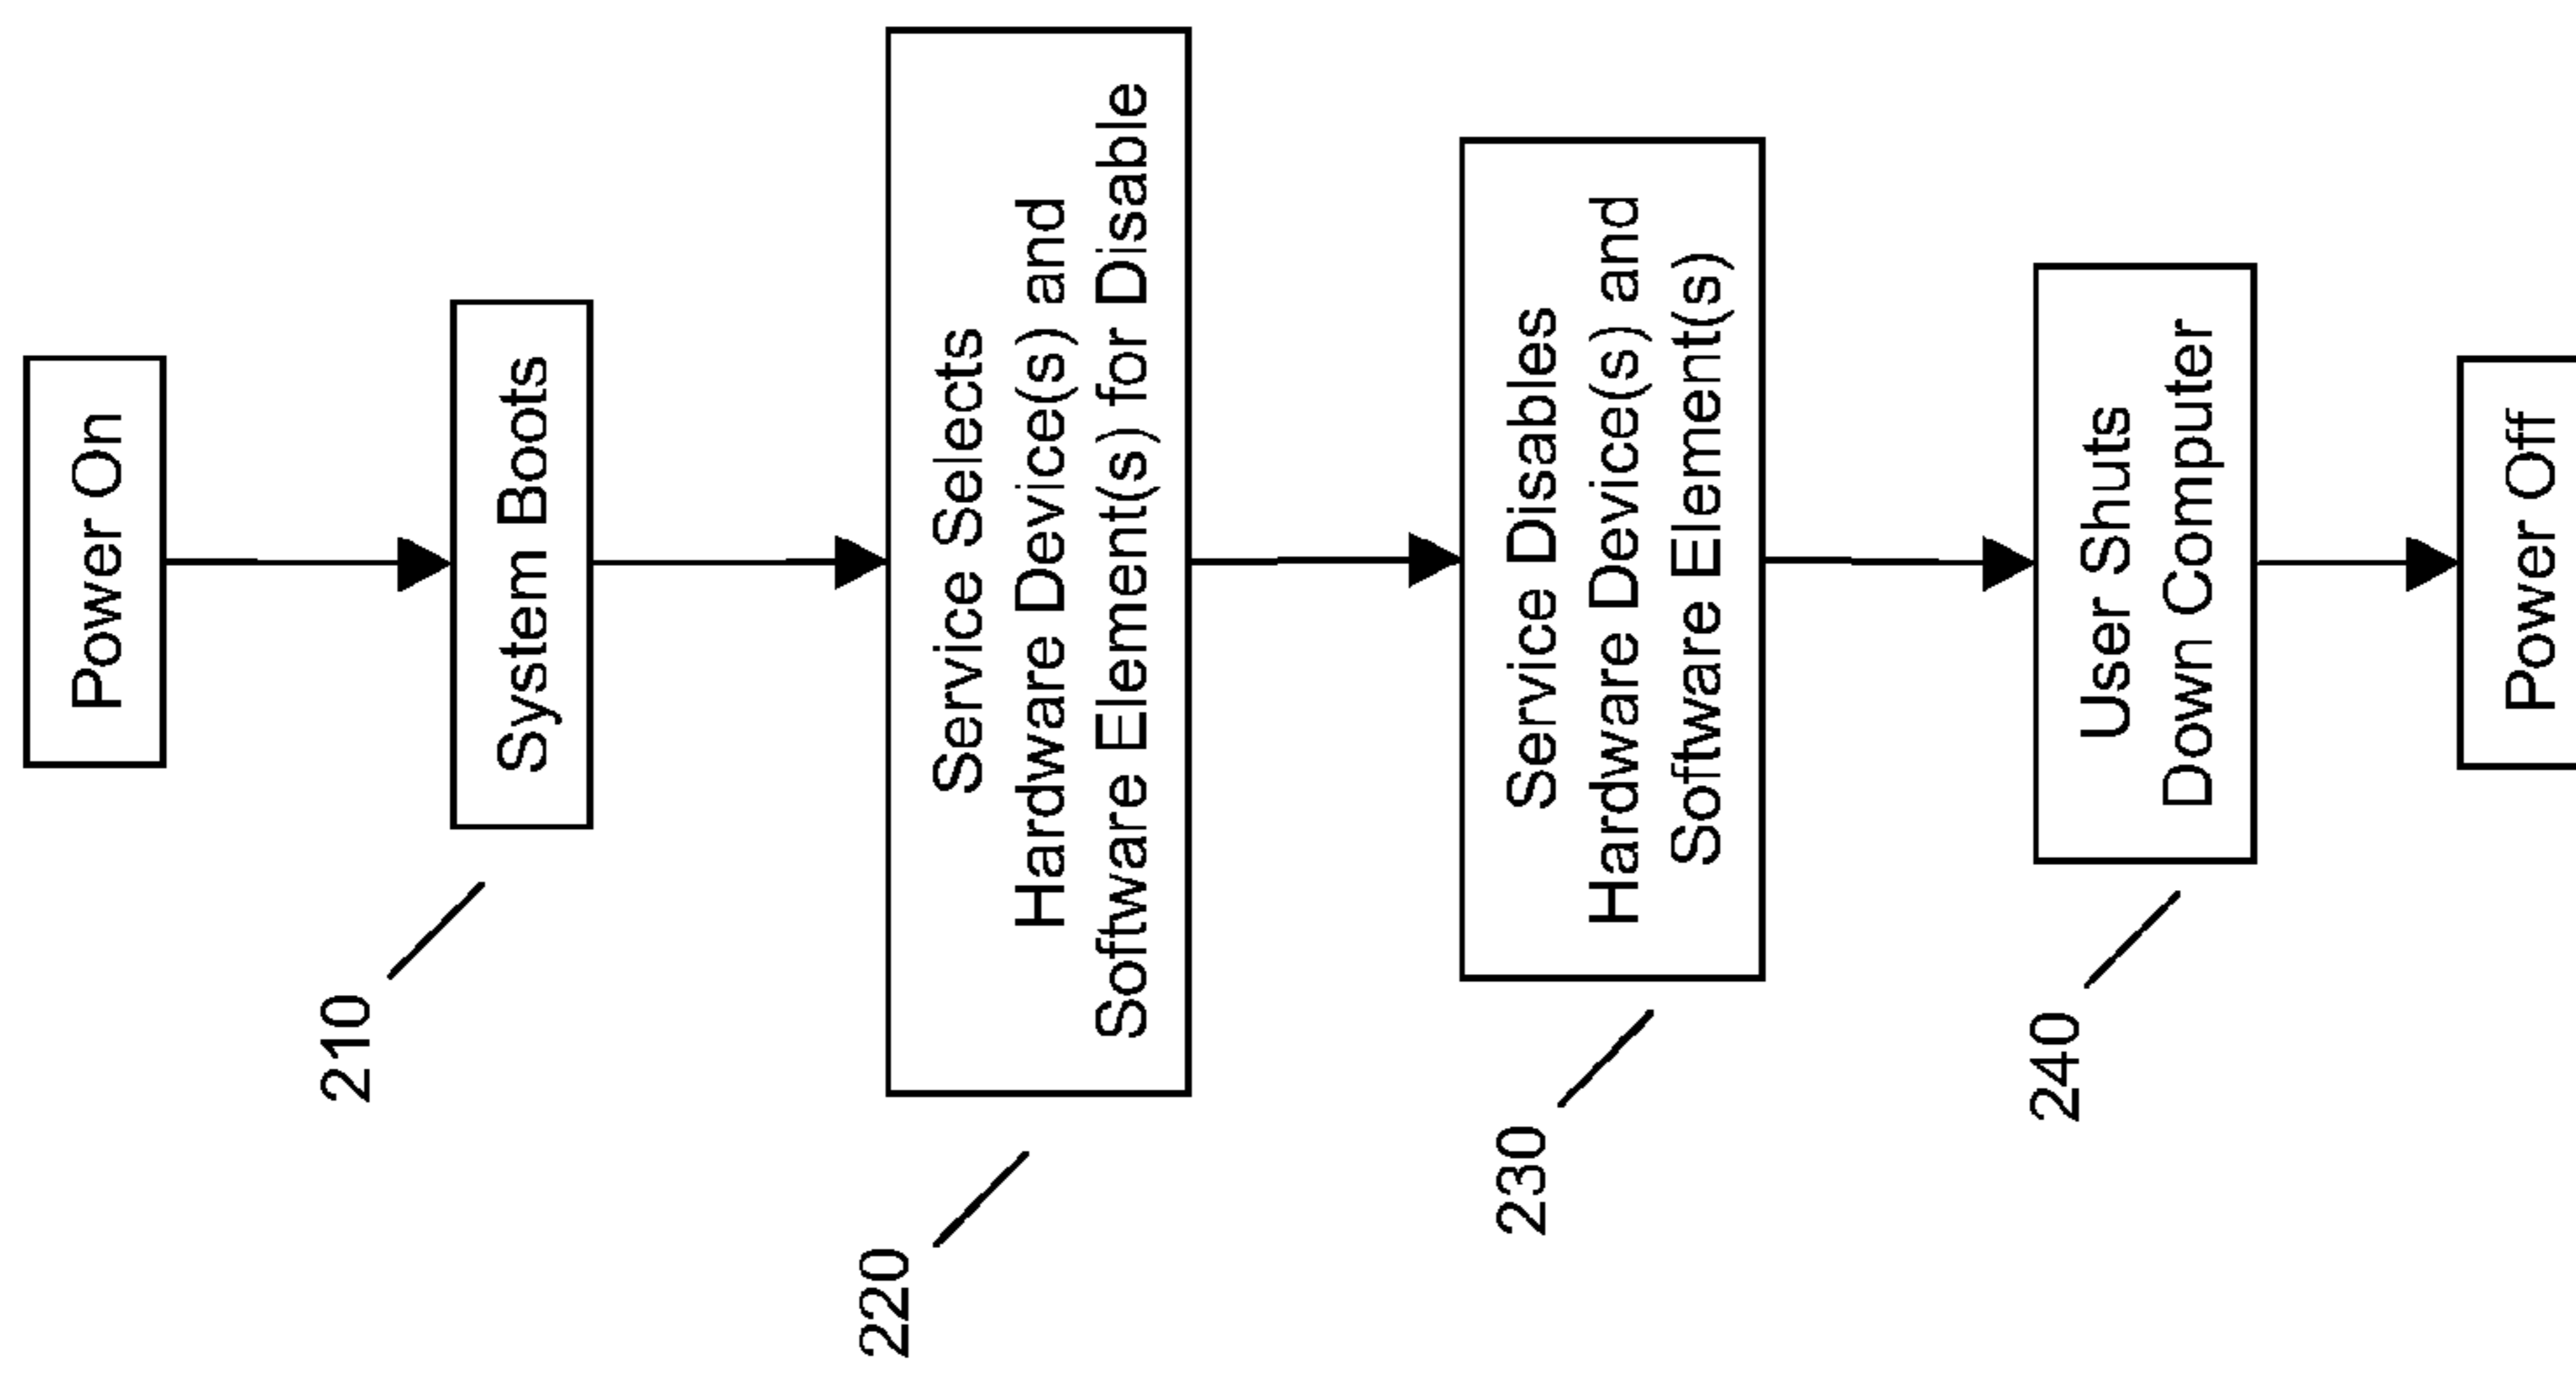 Power On
210
System Boots
220
Service Selects
Hardware Device(s) and
Software Element(s) for Disable
230
Service Disables
Hardware Device(s) and
Software Element(s)
240
User Shuts
Down Computer
Power Off